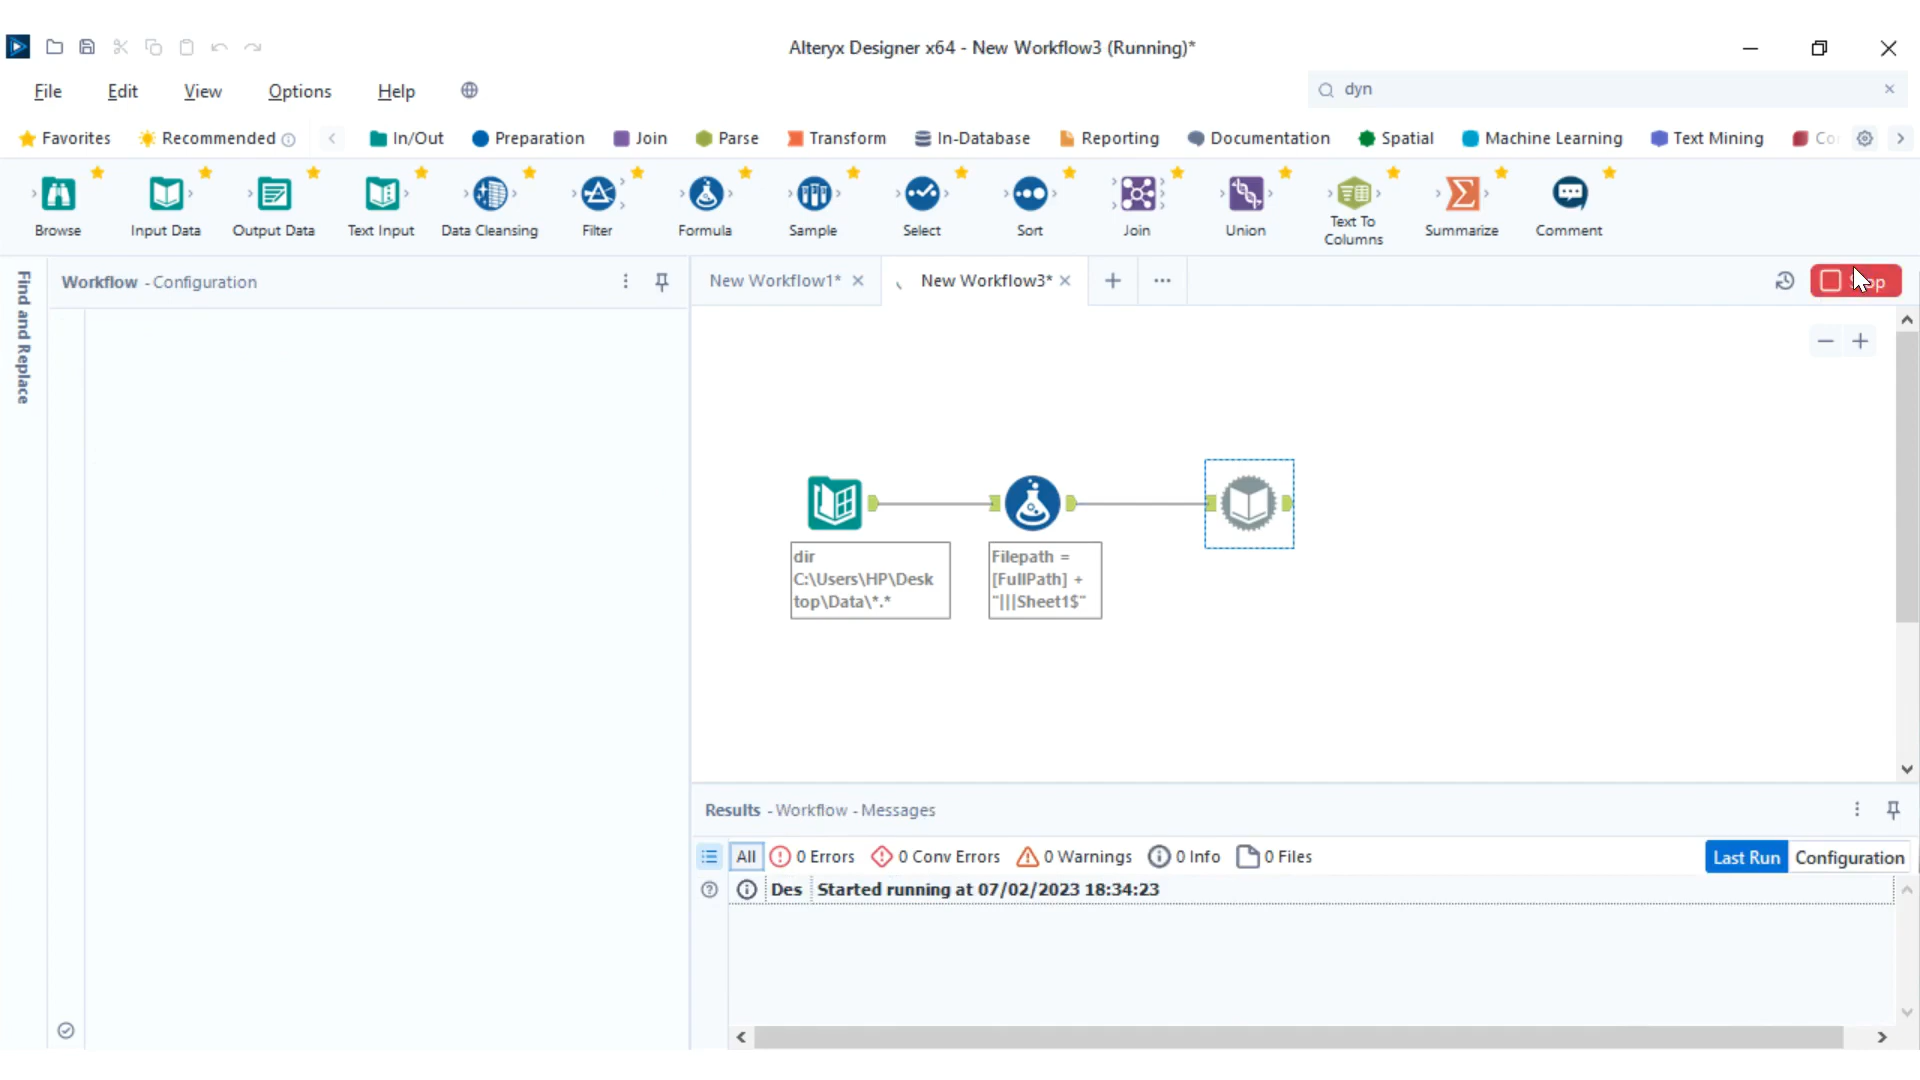 Alteryx Designer x64 - New Workflow3 (Running)*
File Edit View Options Help
dyn
Favorites Recommended In/Out Preparation Join Parse Transform In-Database Reporting Documentation Spatial Machine Learning Text Mining Co
Browse Input Data Output Data Text Input Data Cleansing Filter Formula Sample Select Sort Join Union Text To Columns Summarize Comment
Find and Replace
Workflow - Configuration
New Workflow1* New Workflow3*
dir
C:\Users\HP\Desk
top\Data\*.*
Filepath =
[FullPath] +
"|||Sheet1$"
Results - Workflow - Messages
All 0 Errors 0 Conv Errors 0 Warnings 0 Info 0 Files Last Run Configuration
Des Started running at 07/02/2023 18:34:23